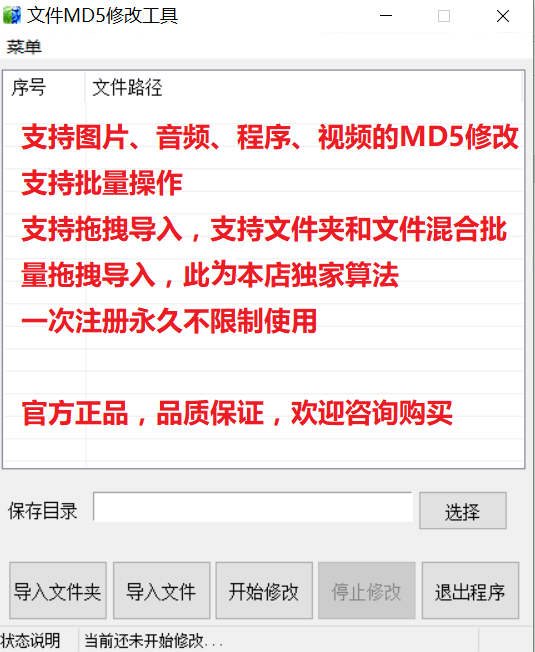 文件MD5修改工具
菜单
序号 文件路径
支持图片、音频、程序、视频的MD5修改
支持批量操作
支持拖拽导入，支持文件夹和文件混合批
量拖拽导入，此为本店独家算法
一次注册永久不限制使用
官方正品，品质保证，欢迎咨询购买
保存目录 选择
导入文件夹 导入文件 开始修改 停止修改 退出程序
状态说明 当前还未开始修改...